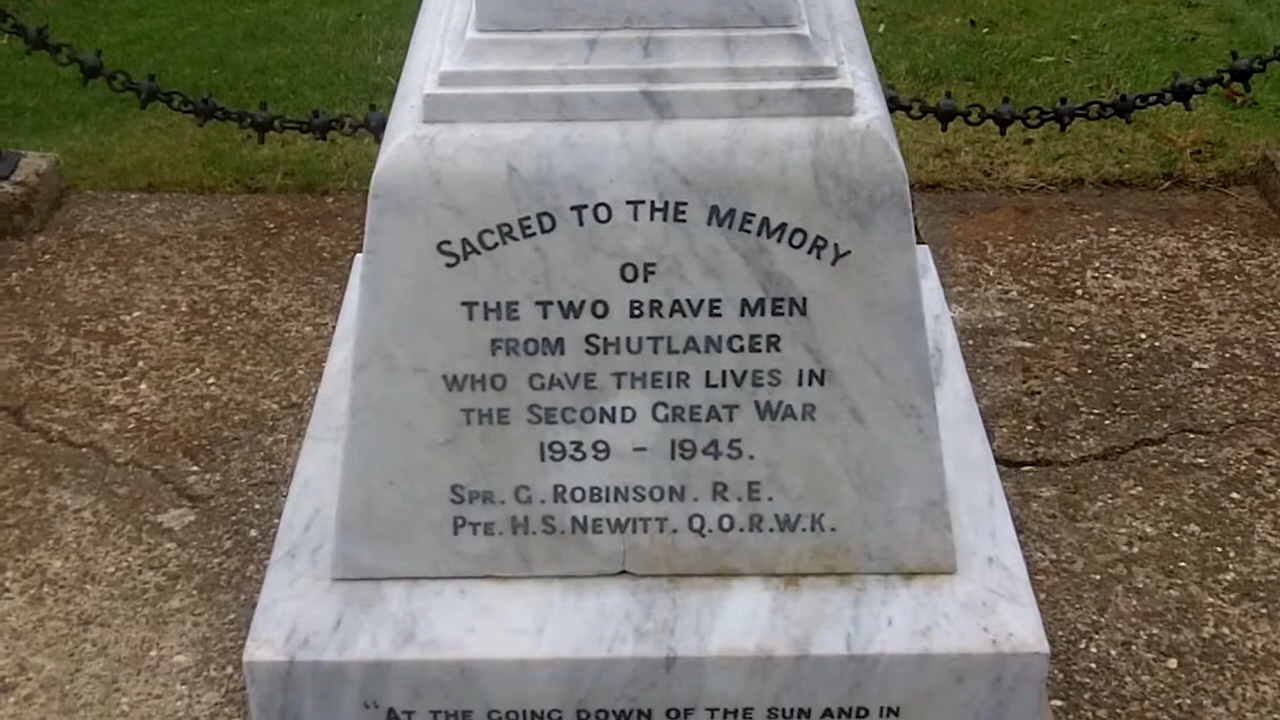 SACRED TO THE MEMORY
OF
THE TWO BRAVE MEN
FROM SHUTLANGER
WHO GAVE THEIR LIVES IN
THE SECOND GREAT WAR
1939 - 1945.
SPR. G. ROBINSON. R.E.
PTE. H.S. NEWITT. Q.O.R.W.K.
"AT THE GOING DOWN OF THE SUN AND IN